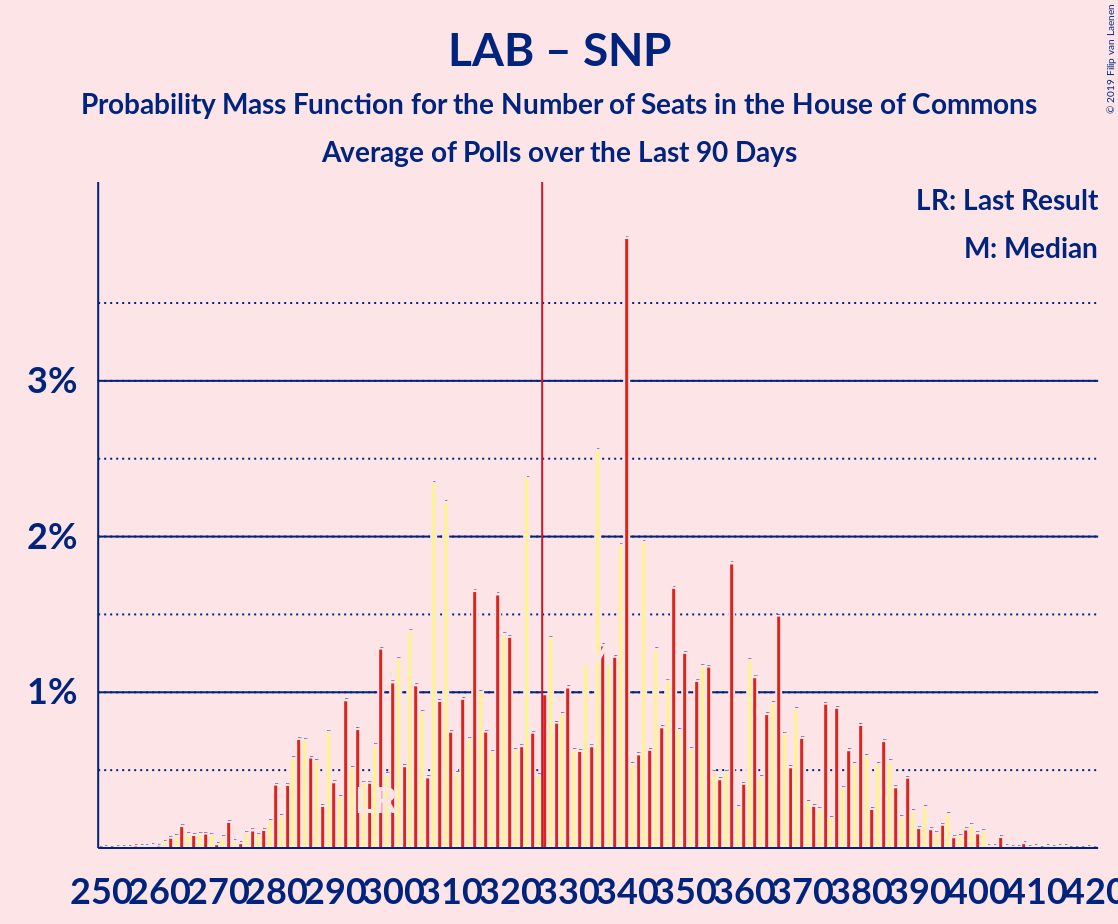 LAB – SNP
Probability Mass Function for the Number of Seats in the House of Commons
Average of Polls over the Last 90 Days
© 2019 Filip van Laenen
LR: Last Result
M: Median
3%
2%
1%
LR
250 260 270 280 290 300 310 320 330 340 350 360 370 380 390 400 410 420